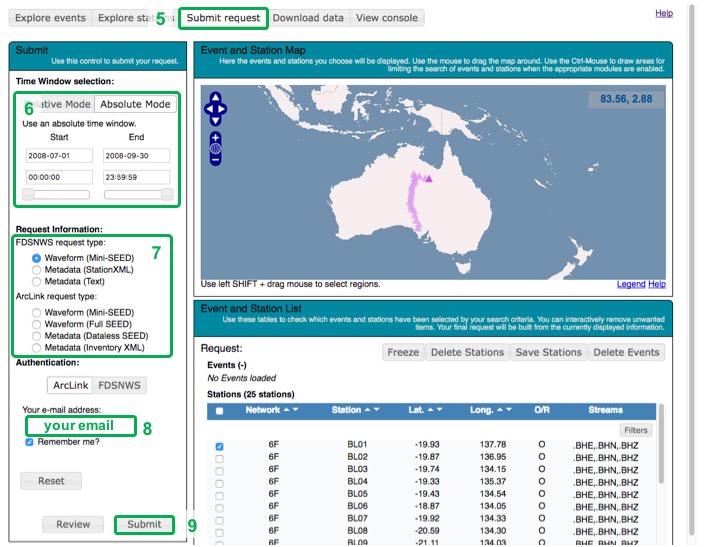 Explore events Explore stations 5 Submit request Download data View console Help
Submit
Use this control to submit your request.
Time Window selection:
6 Relative Mode Absolute Mode
Use an absolute time window.
Start End
2008-07-01 2008-09-30
00:00:00 23:59:59
Request Information:
FDSNWS request type: 7
Waveform (Mini-SEED)
Metadata (StationXML)
Metadata (Text)
ArcLink request type:
Waveform (Mini-SEED)
Waveform (Full SEED)
Metadata (Dataless SEED)
Metadata (Inventory XML)
Authentication:
ArcLink FDSNWS
Your e-mail address:
your email 8
Remember me?
Reset
Review Submit 9
Event and Station Map
Here the events and stations you choose will be displayed. Use the mouse to drag the map around. Use the Ctrl-Mouse to draw areas for
limiting the search of events and stations when the appropriate modules are enabled.
83.56, 2.88
Use left SHIFT + drag mouse to select regions. Legend Help
Event and Station List
Use these tables to check which events and stations have been selected by your search criteria. You can interactively remove unwanted
items. Your final request will be built from the currently displayed information.
Request: Freeze Delete Stations Save Stations Delete Events
Events (-)
No Events loaded
Stations (25 stations)
Network Station Lat. Long. O/R Streams
Filters
6F BL01 -19.93 137.78 O .BHE,.BHN,.BHZ
6F BL02 -19.87 136.95 O .BHE,.BHN,.BHZ
6F BL03 -19.74 134.15 O .BHE,.BHN,.BHZ
6F BL04 -19.33 135.37 O .BHE,.BHN,.BHZ
6F BL05 -19.43 134.54 O .BHE,.BHN,.BHZ
6F BL06 -18.87 134.05 O .BHE,.BHN,.BHZ
6F BL07 -19.92 134.33 O .BHE,.BHN,.BHZ
6F BL08 -20.59 134.30 O .BHE,.BHN,.BHZ
6F BL09 -21.11 134.03 O .BHE,.BHN,.BHZ